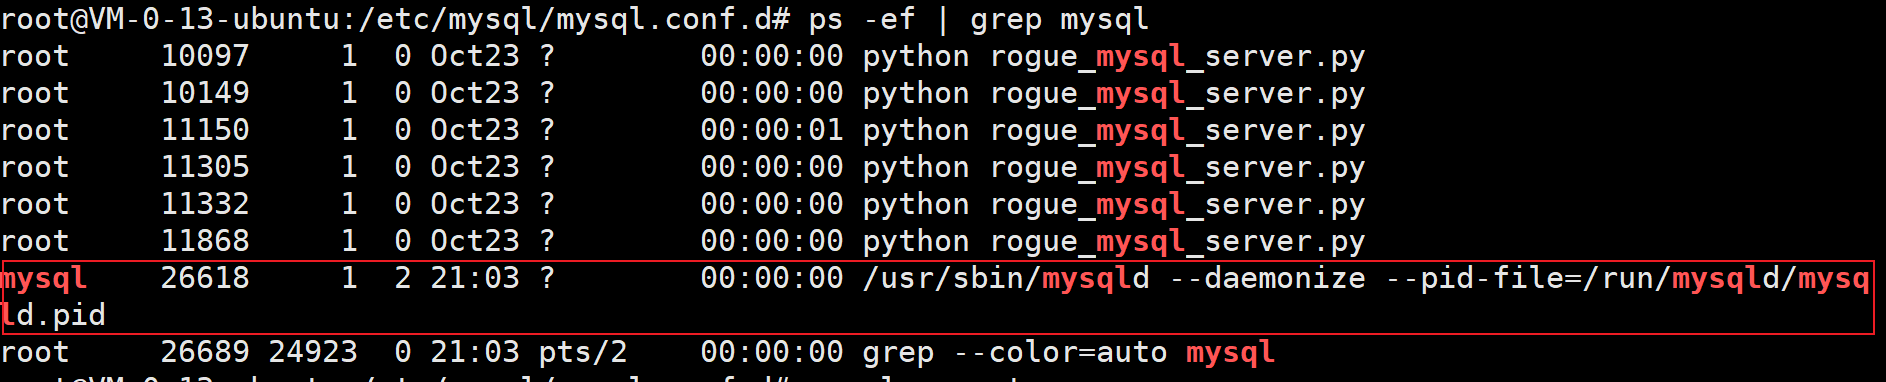 root@VM-0-13-ubuntu:/etc/mysql/mysql.conf.d# ps -ef | grep mysql
root     10097     1  0 Oct23 ?        00:00:00 python rogue_mysql_server.py
root     10149     1  0 Oct23 ?        00:00:00 python rogue_mysql_server.py
root     11150     1  0 Oct23 ?        00:00:01 python rogue_mysql_server.py
root     11305     1  0 Oct23 ?        00:00:00 python rogue_mysql_server.py
root     11332     1  0 Oct23 ?        00:00:00 python rogue_mysql_server.py
root     11868     1  0 Oct23 ?        00:00:00 python rogue_mysql_server.py
mysql    26618     1  2 21:03 ?        00:00:00 /usr/sbin/mysqld --daemonize --pid-file=/run/mysqld/mysq
ld.pid
root     26689 24923  0 21:03 pts/2    00:00:00 grep --color=auto mysql